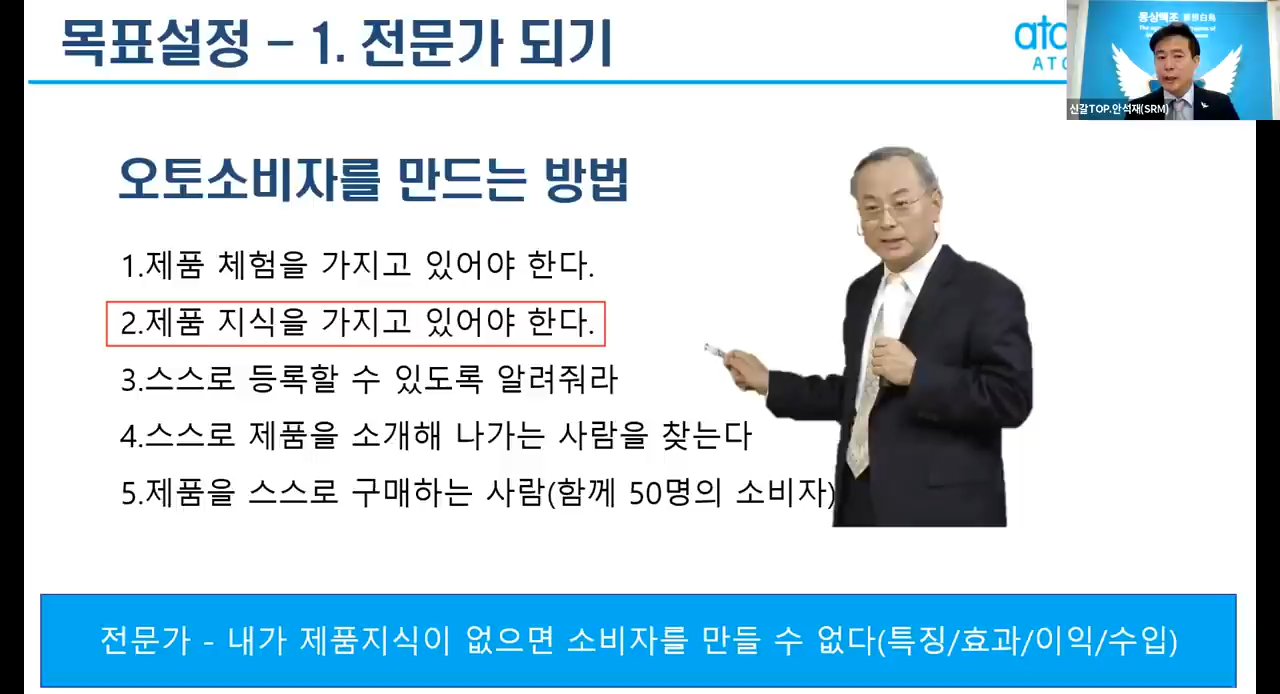 목표설정 – 1. 전문가 되기
ato
ATO
몽상백조
신갈TOP.안석재(SRM)
오토소비자를 만드는 방법
1.제품 체험을 가지고 있어야 한다.
2.제품 지식을 가지고 있어야 한다.
3.스스로 등록할 수 있도록 알려줘라
4.스스로 제품을 소개해 나가는 사람을 찾는다
5.제품을 스스로 구매하는 사람(함께 50명의 소비자)
전문가 - 내가 제품지식이 없으면 소비자를 만들 수 없다(특징/효과/이익/수입)